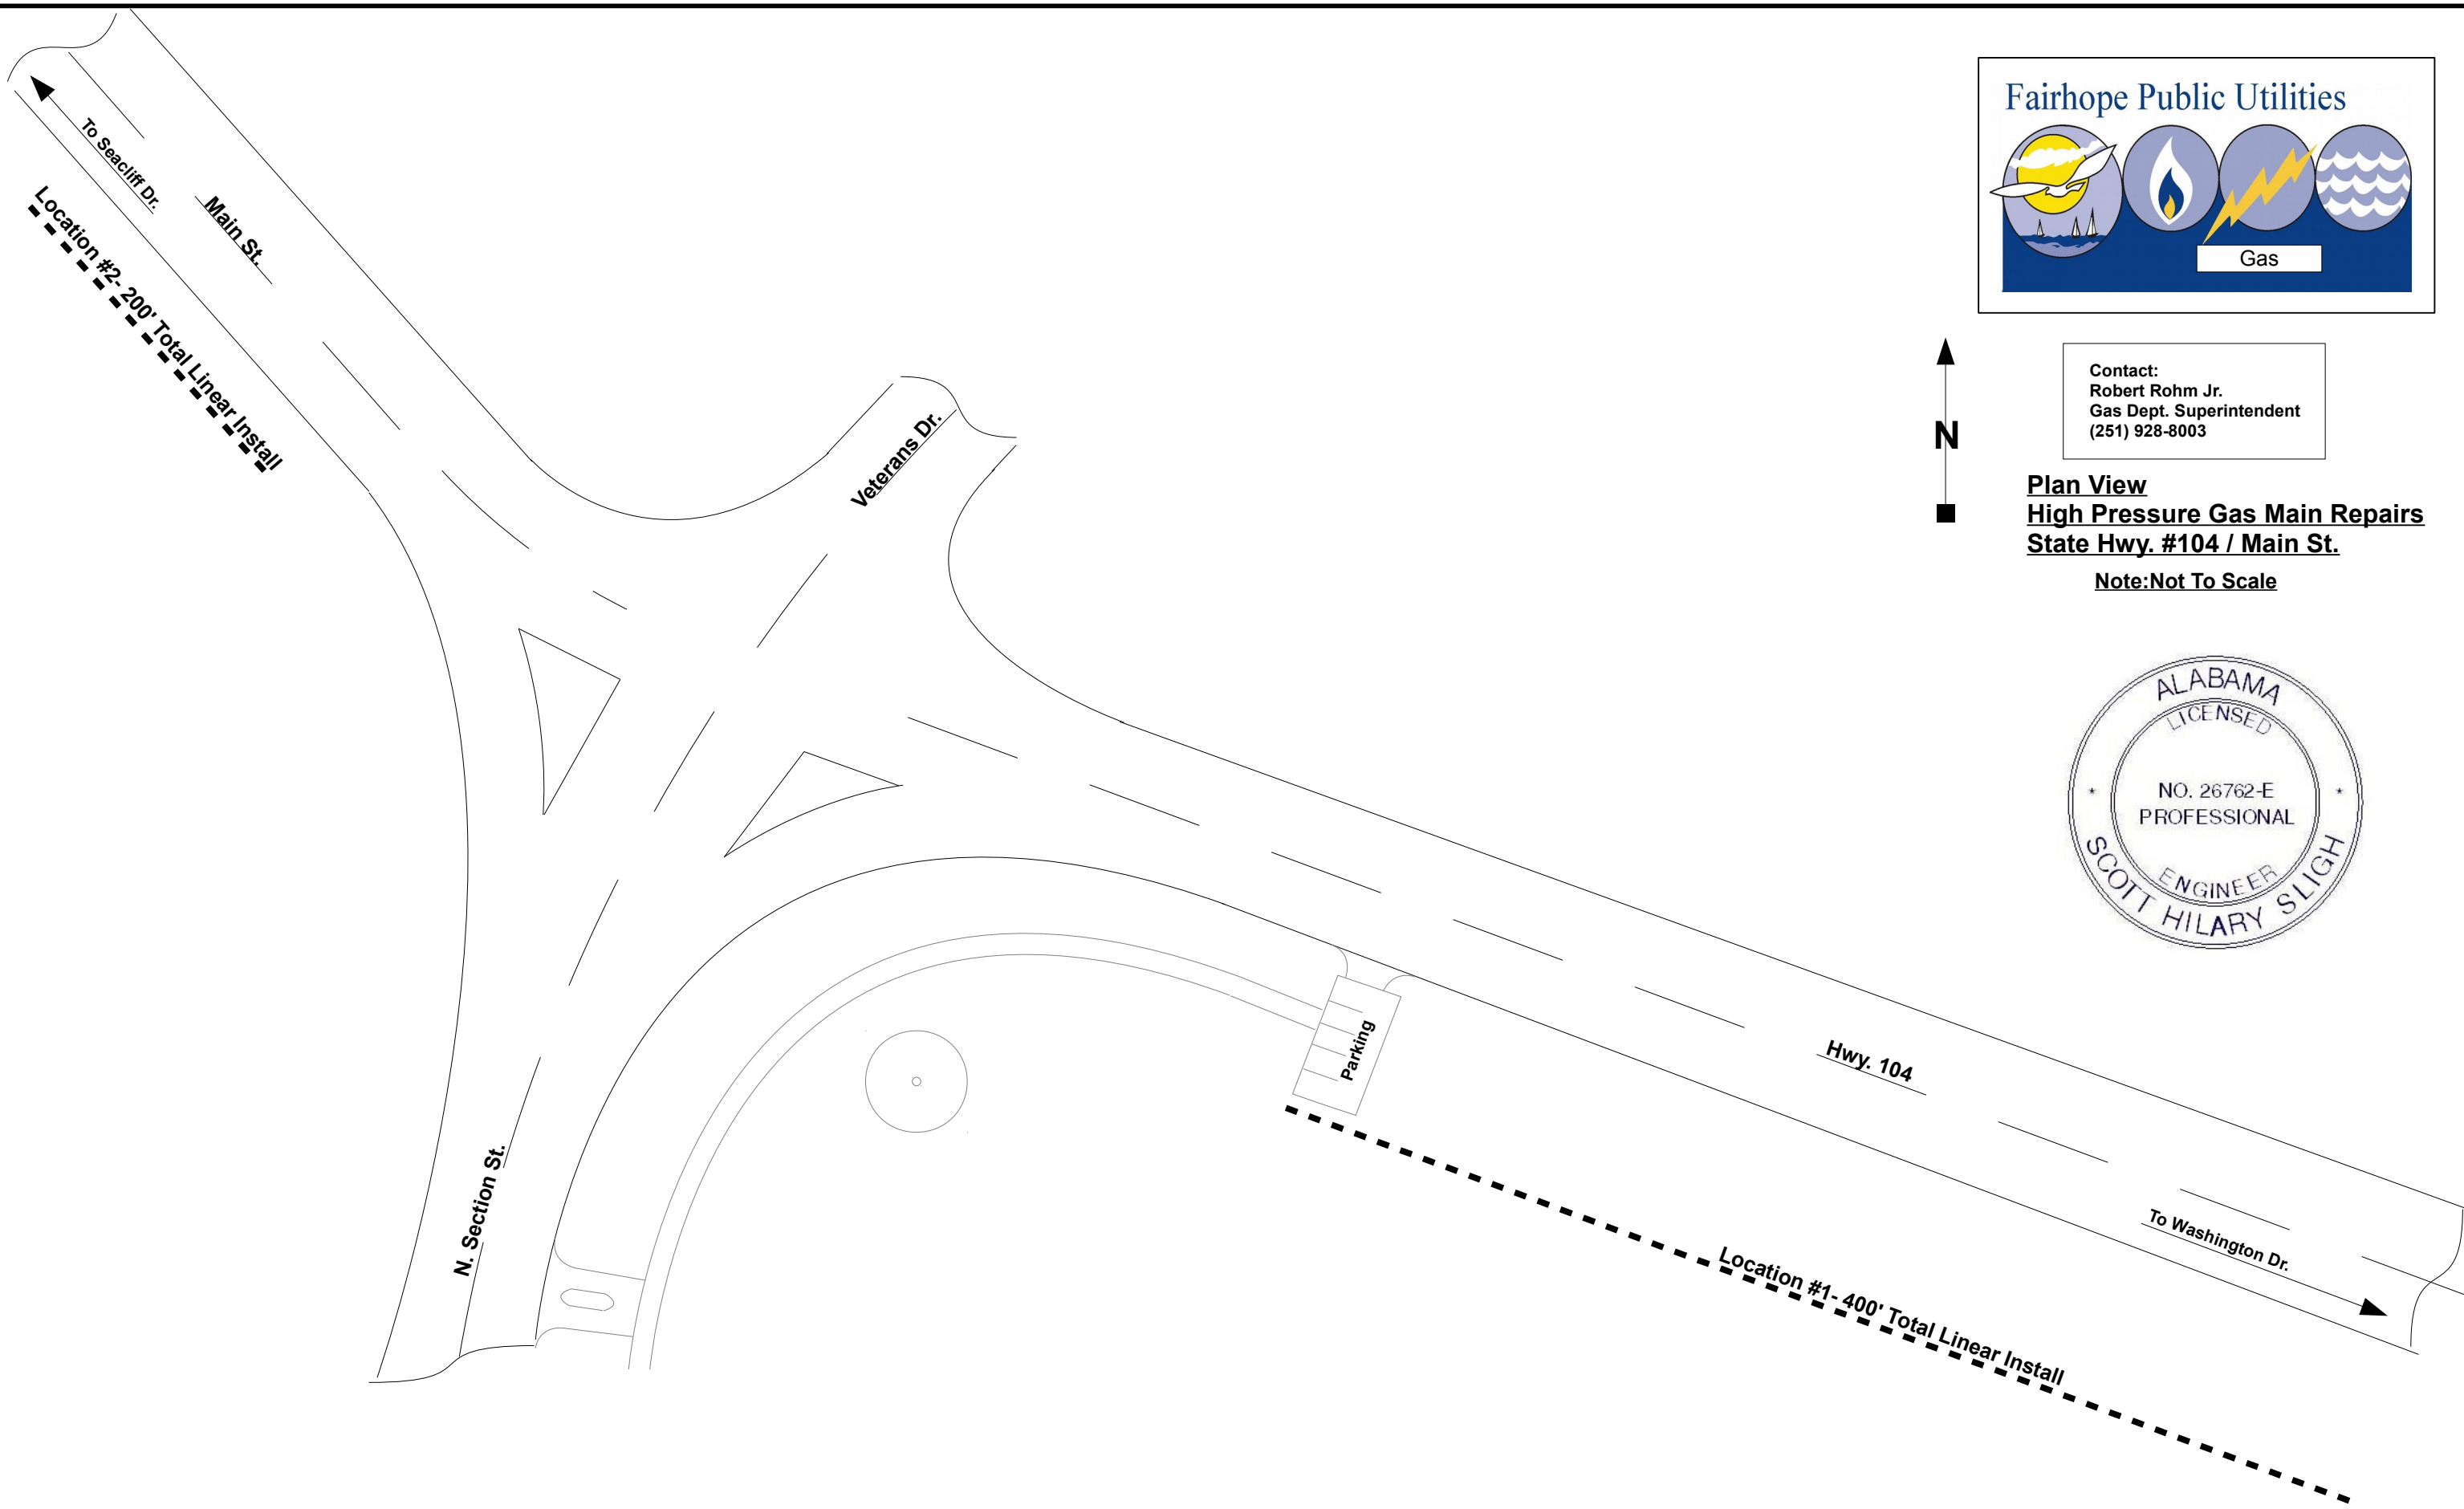 Fairhope Public Utilities
Gas
Contact:
Robert Rohm Jr.
Gas Dept. Superintendent
(251) 928-8003
N
Plan View
High Pressure Gas Main Repairs
State Hwy. #104 / Main St.
Note:Not To Scale
ALABAMA
LICENSED
NO. 26762-E
PROFESSIONAL
ENGINEER
SCOTT HILARY SLIGH
To Seacliff Dr.
Main St.
Location #2- 200' Total Linear Install
Veterans Dr.
Parking
Hwy. 104
N. Section St.
To Washington Dr.
Location #1- 400' Total Linear Install